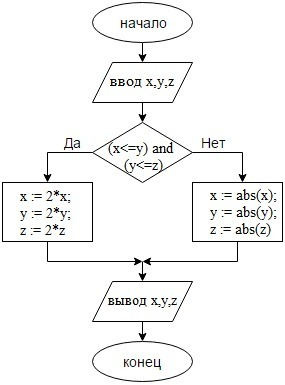 начало
ввод x,y,z
Да
(x<=y) and
(y<=z)
Нет
x := 2*x;
y := 2*y;
z := 2*z
x := abs(x);
y := abs(y);
z := abs(z)
вывод x,y,z
конец